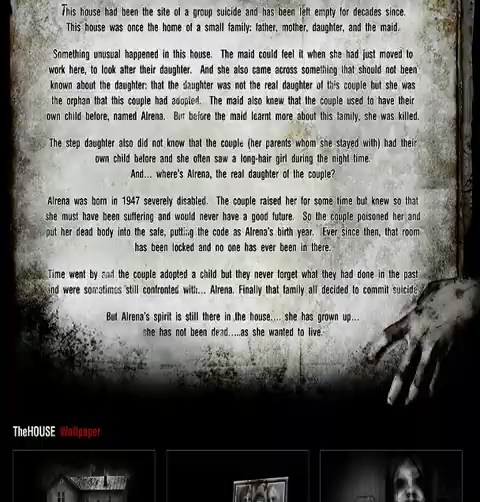 This house had been the site of a group suicide and has been left empty for decades since.
This house was once the home of a small family: father, mother, daughter, and the maid.
Something unusual happened in this house. The maid could feel it when she had just moved to
work here, to look after their daughter. And she also came across something that should not been
known about the daughter: that the daughter was not the real daughter of this couple but she was
the orphan that this couple had adopted. The maid also knew that the couple used to have their
own child before, named Alrena. But before the maid learnt more about this family, she was killed.
The step daughter also did not know that the couple (her parents whom she stayed with) had their
own child before and she often saw a long-hair girl during the night time.
And... where's Alrena, the real daughter of the couple?
Alrena was born in 1947 severely disabled. The couple raised her for some time but knew so that
she must have been suffering and would never have a good future. So the couple poisoned her and
put her dead body into the safe, putting the code as Alrena's birth year. Ever since then, that room
has been locked and no one has ever been in there.
Time went by and the couple adopted a child but they never forget what they had done in the past
and were sometimes still confronted with... Alrena. Finally that family all decided to commit suicide
But Alrena's spirit is still there in the house.... she has grown up...
she has not been dead.....as she wanted to live.
TheHOUSE Wallpaper